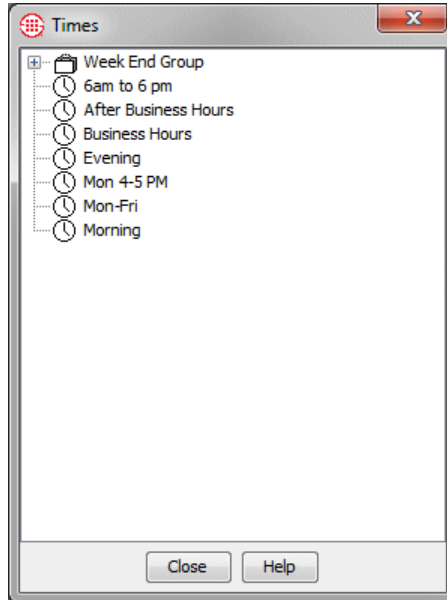 Times
Week End Group
6am to 6 pm
After Business Hours
Business Hours
Evening
Mon 4-5 PM
Mon-Fri
Morning
Close Help